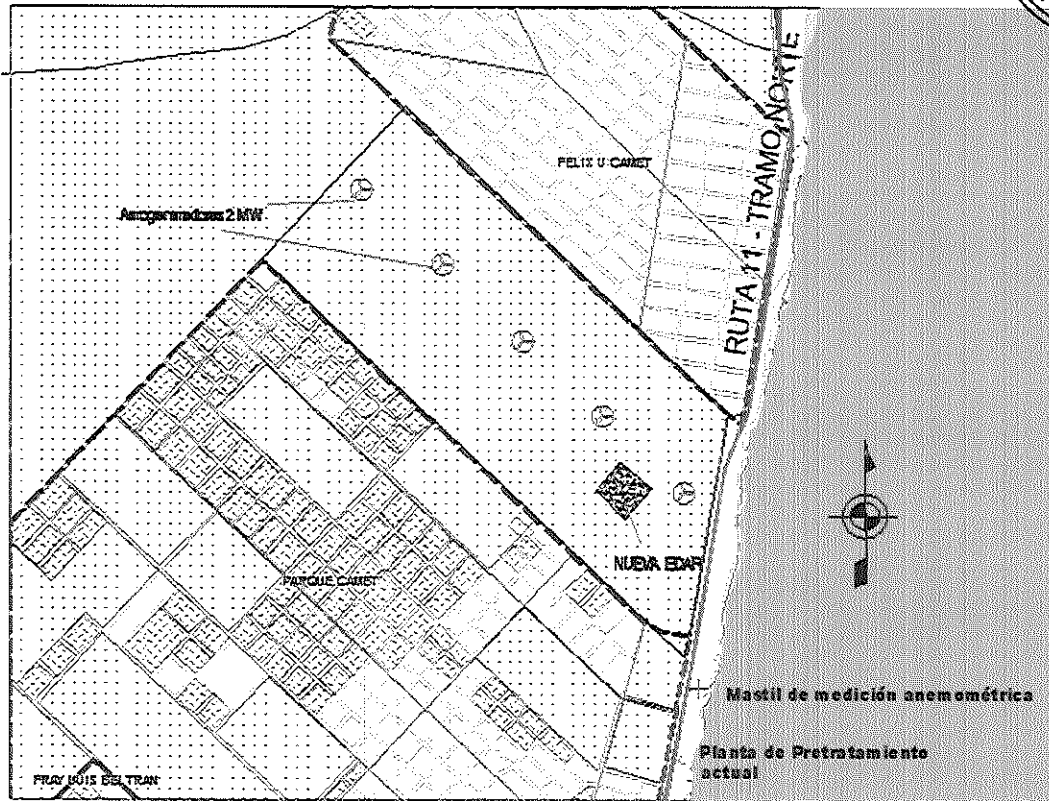 RUTA 11 - TRAMO NORTE
FELIX U CAMET
Aerogeneradores 2 MW
NUEVA EDAR
PARQUE CAMET
Mastil de medición anemométrica
Planta de Pretratamiento
actual
FRAY LUIS BELTRAN